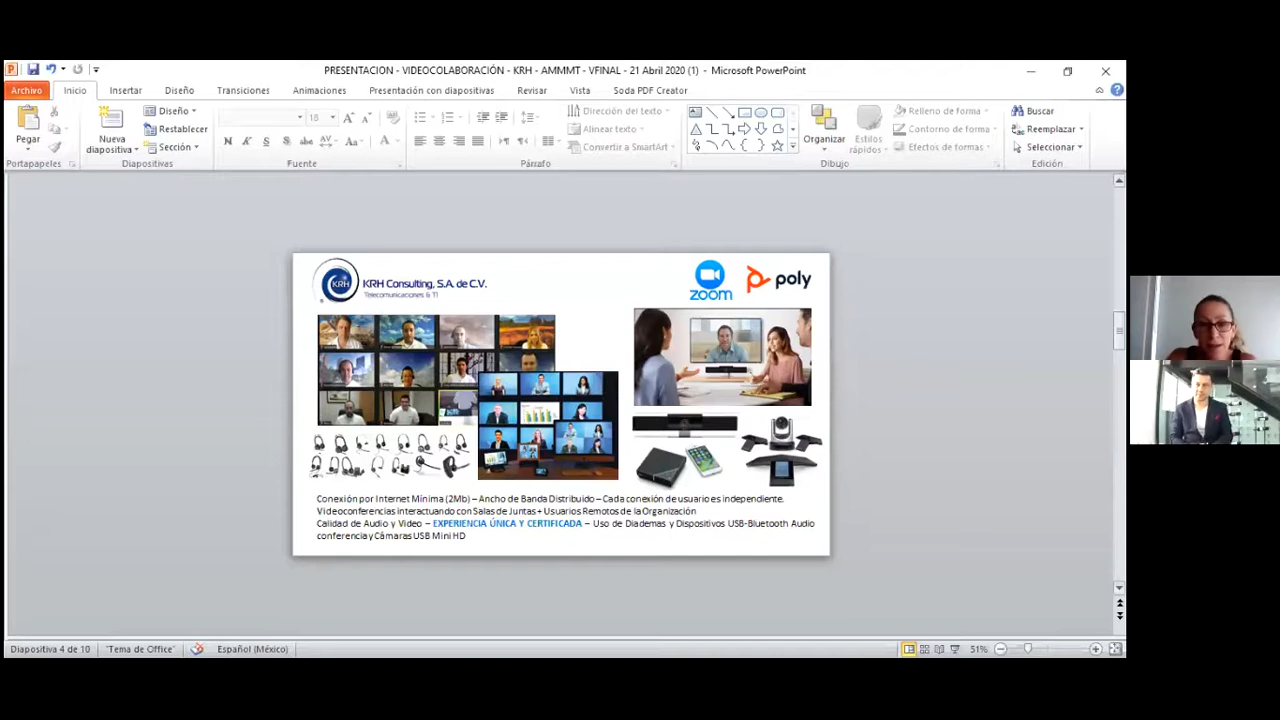 PRESENTACION - VIDEOCOLABORACIÓN - KRH - AMMMT - VFINAL - 21 Abril 2020 (1) - Microsoft PowerPoint
Archivo Inicio Insertar Diseño Transiciones Animaciones Presentación con diapositivas Revisar Vista Soda PDF Creator
Pegar
Portapapeles
Nueva diapositiva
Diseño
Restablecer
Sección
Diapositivas
18
N K S abc AV Aa A
Fuente
Dirección del texto
Alinear texto
Convertir a SmartArt
Párrafo
Organizar
Estilos rápidos
Relleno de forma
Contorno de forma
Efectos de formas
Dibujo
Buscar
Reemplazar
Seleccionar
Edición
KRH
KRH Consulting, S.A. de C.V.
Telecomunicaciones & TI
zoom
poly
Conexión por Internet Mínima (2Mb) – Ancho de Banda Distribuido – Cada conexión de usuario es independiente.
Videoconferencias interactuando con Salas de Juntas + Usuarios Remotos de la Organización
Calidad de Audio y Video – EXPERIENCIA ÚNICA Y CERTIFICADA – Uso de Diademas y Dispositivos USB-Bluetooth Audio
conferencia y Cámaras USB Mini HD
Diapositiva 4 de 10 "Tema de Office" Español (México) 51%